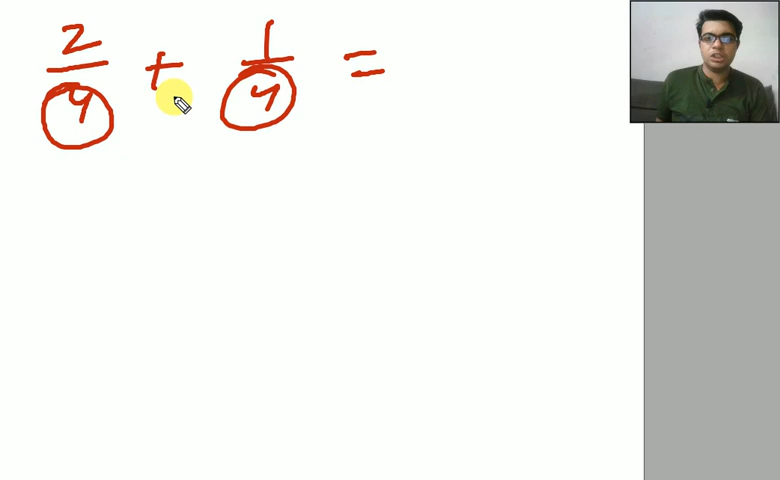 2/4 + 1/4 =